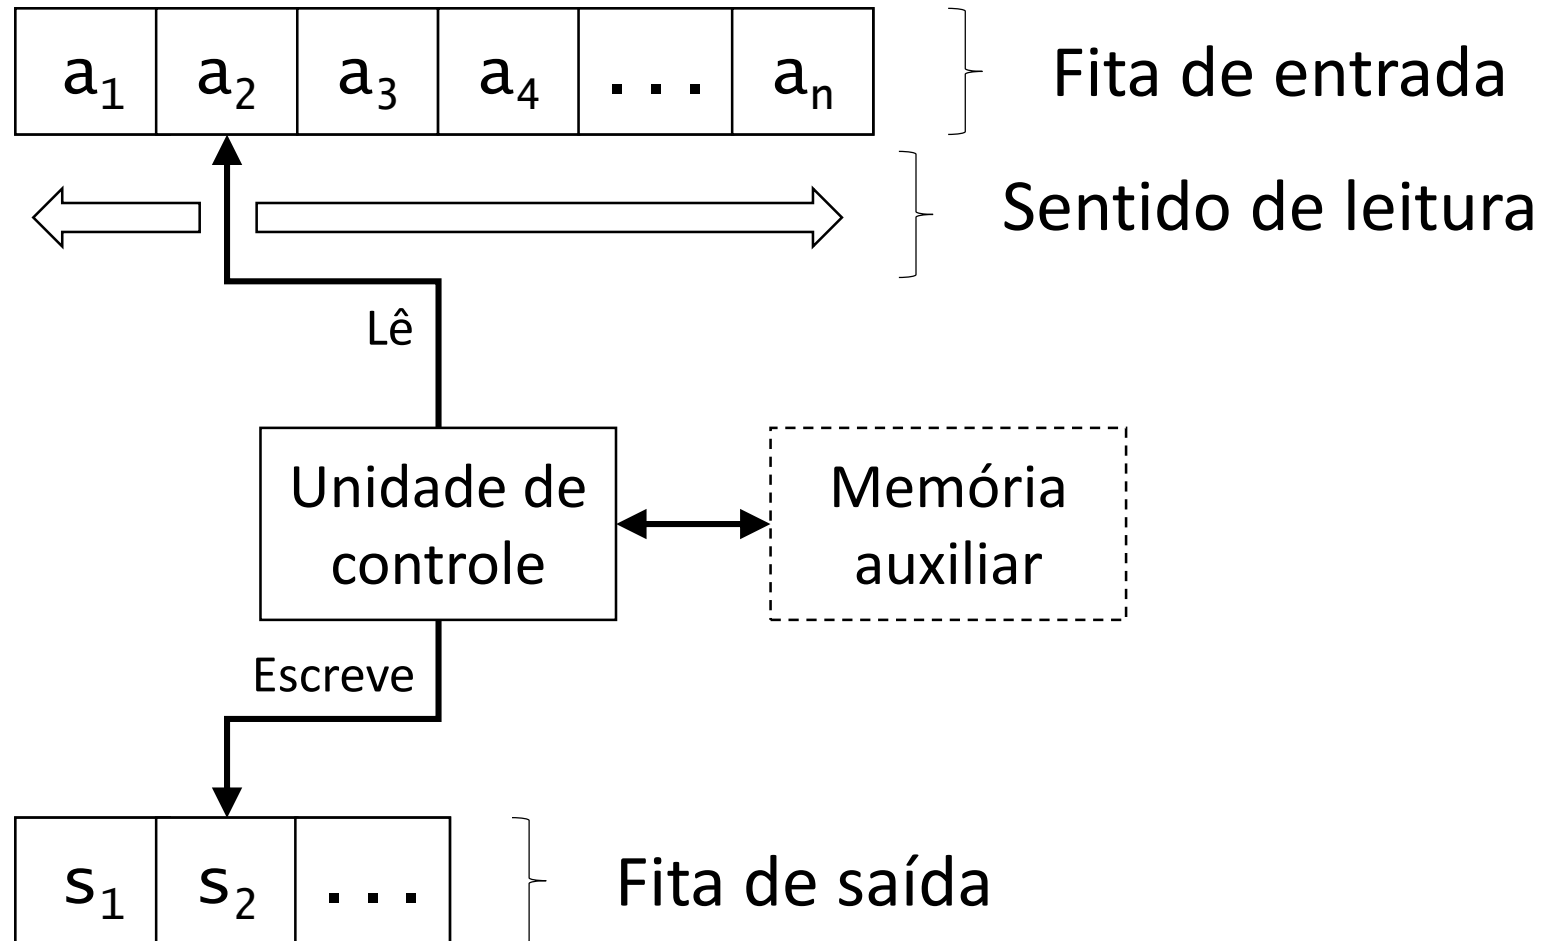 a₁ a₂ a₃ a₄ ... aₙ Fita de entrada
Sentido de leitura
Lê
Unidade de
controle
Memória
auxiliar
Escreve
s₁ s₂ ... Fita de saída